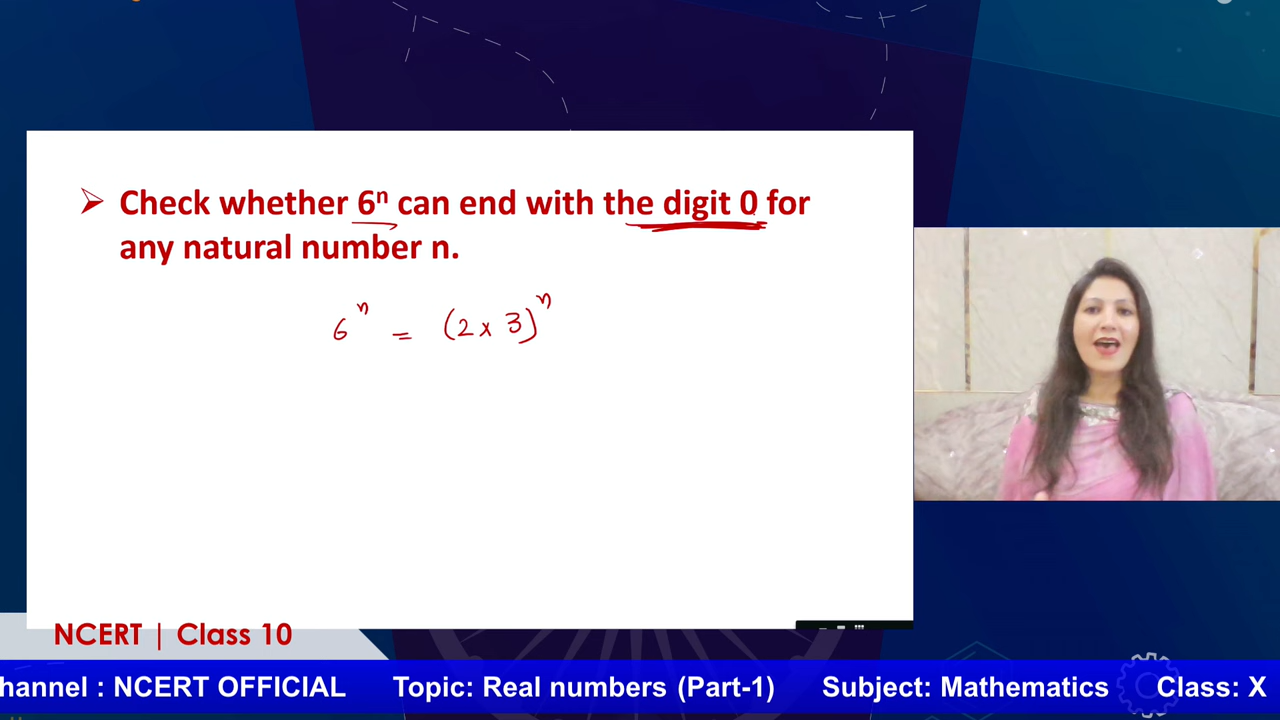 ➢ Check whether 6ⁿ can end with the digit 0 for
any natural number n.
6ⁿ = (2 x 3)ⁿ
NCERT | Class 10
hannel : NCERT OFFICIAL Topic: Real numbers (Part-1) Subject: Mathematics Class: X